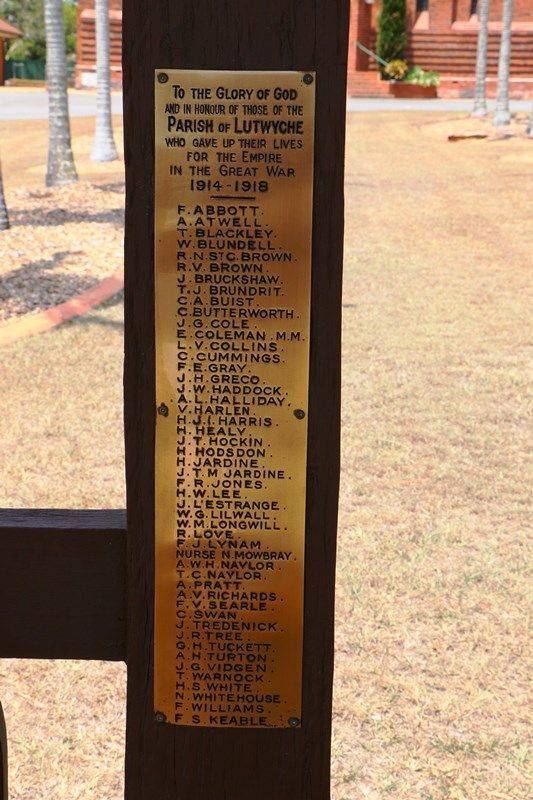 TO THE GLORY OF GOD
AND IN HONOUR OF THOSE OF THE
PARISH OF LUTWYCHE
WHO GAVE UP THEIR LIVES
FOR THE EMPIRE
IN THE GREAT WAR
1914-1918
F. ABBOTT.
A. ATWELL.
T. BLACKLEY.
W. BLUNDELL.
R.N. ST C. BROWN.
R.V. BROWN.
J. BRUCKSHAW.
T.J. BRUNDRIT.
C.A. BUIST.
C. BUTTERWORTH.
J.G. COLE.
E. COLEMAN. M.M.
L.V. COLLINS.
C. CUMMINGS.
F.E. GRAY.
J.H. GRECO.
J.W. HADDOCK.
A.L. HALLIDAY.
V. HARLEN.
H.J.I. HARRIS.
H. HEALY.
J.T. HOCKIN.
H. HODSDON.
H. JARDINE.
J.T.M JARDINE.
F.R. JONES.
H.W. LEE.
J. L'ESTRANGE.
W.G. LILWALL.
W.M. LONGWILL.
R. LOVE.
F.J. LYNAM.
NURSE N. MOWBRAY.
A.W.H. NAYLOR.
T.C. NAYLOR.
A. PRATT.
A.V. RICHARDS.
F.V. SEARLE.
C. SWAN.
J. TREDENICK.
J.R. TREE.
G.H. TUCKETT.
A.H. TURTON.
J.G. VIDGEN.
T. WARNOCK.
H.S. WHITE.
N. WHITEHOUSE.
F. WILLIAMS.
F.S. KEABLE.